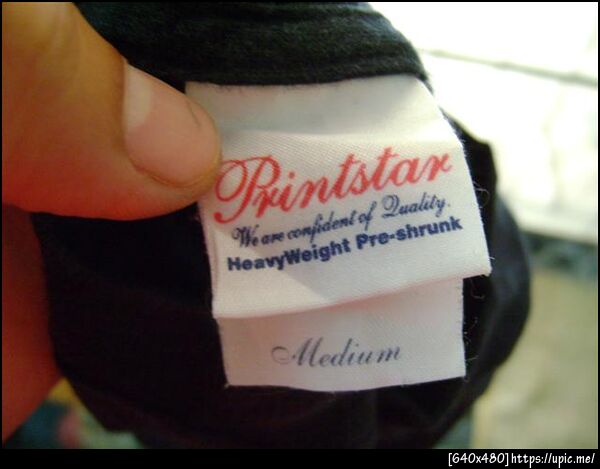 Printstar
We are confident of Quality.
HeavyWeight Pre-shrunk
Medium
[640x480]https://upic.me/